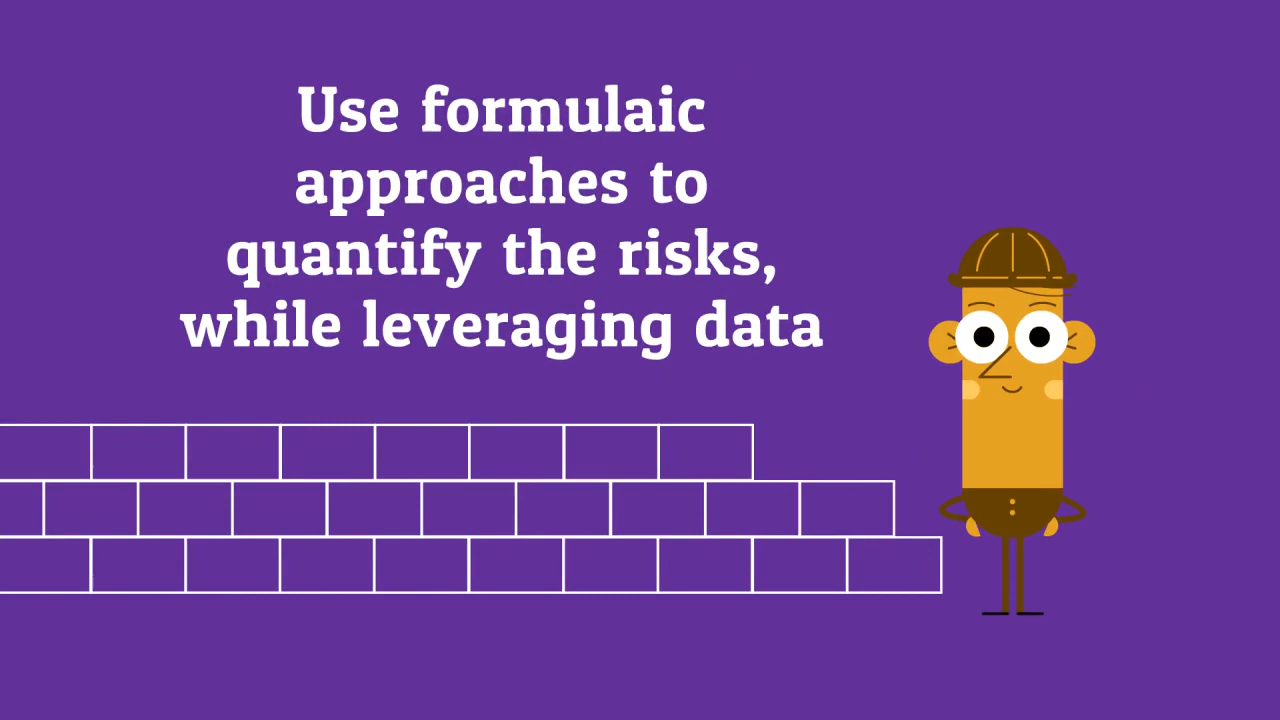 Use formulaic
approaches to
quantify the risks,
while leveraging data